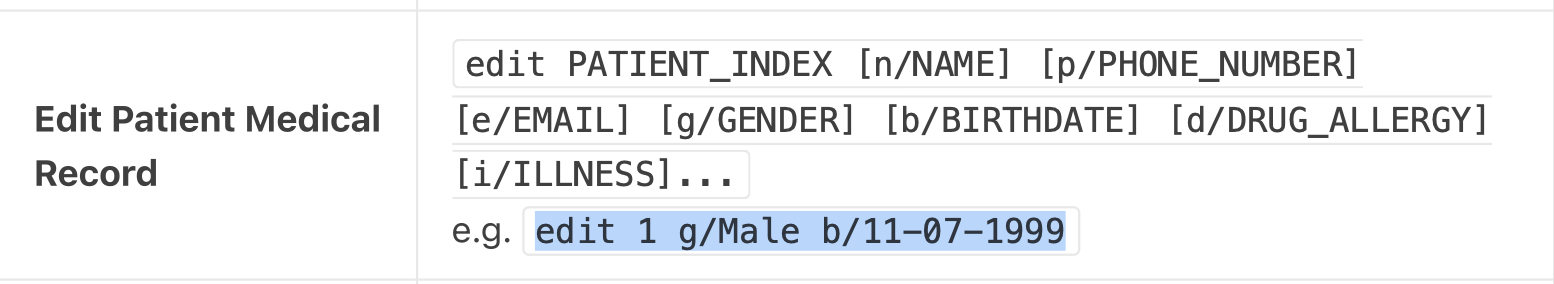 Edit Patient Medical
Record
edit PATIENT_INDEX [n/NAME] [p/PHONE_NUMBER]
[e/EMAIL] [g/GENDER] [b/BIRTHDATE] [d/DRUG_ALLERGY]
[i/ILLNESS]...
e.g. edit 1 g/Male b/11-07-1999